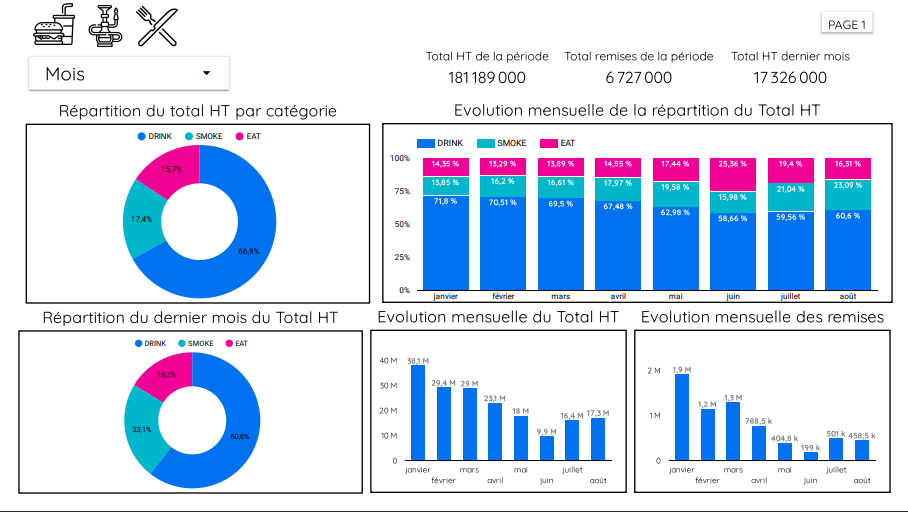 PAGE 1
Mois
Total HT de la période
Total remises de la période
Total HT dernier mois
181 189 000
6 727 000
17 326 000
Répartition du total HT par catégorie
DRINK SMOKE EAT
15,7%
17,4%
66,9%
Evolution mensuelle de la répartition du Total HT
DRINK SMOKE EAT
100%
75%
50%
25%
0%
14,35 % 13,29 % 13,89 % 14,55 % 17,44 % 25,36 % 19,4 % 16,31 %
13,85 % 16,2 % 16,61 % 17,97 % 19,58 % 15,98 % 21,04 % 23,09 %
71,8 % 70,51 % 69,5 % 67,48 % 62,98 % 58,66 % 59,56 % 60,6 %
janvier février mars avril mai juin juillet août
Répartition du dernier mois du Total HT
DRINK SMOKE EAT
16,3%
23,1%
60,6%
Evolution mensuelle du Total HT
40 M
30 M
20 M
10 M
0
38,1 M 29,4 M 29 M 23,1 M 18 M 9,9 M 16,4 M 17,3 M
janvier mars mai juillet
février avril juin août
Evolution mensuelle des remises
2 M
1 M
0
1,9 M 1,2 M 1,3 M 788,5 k 404,8 k 199 k 501 k 458,5 k
janvier mars mai juillet
février avril juin août